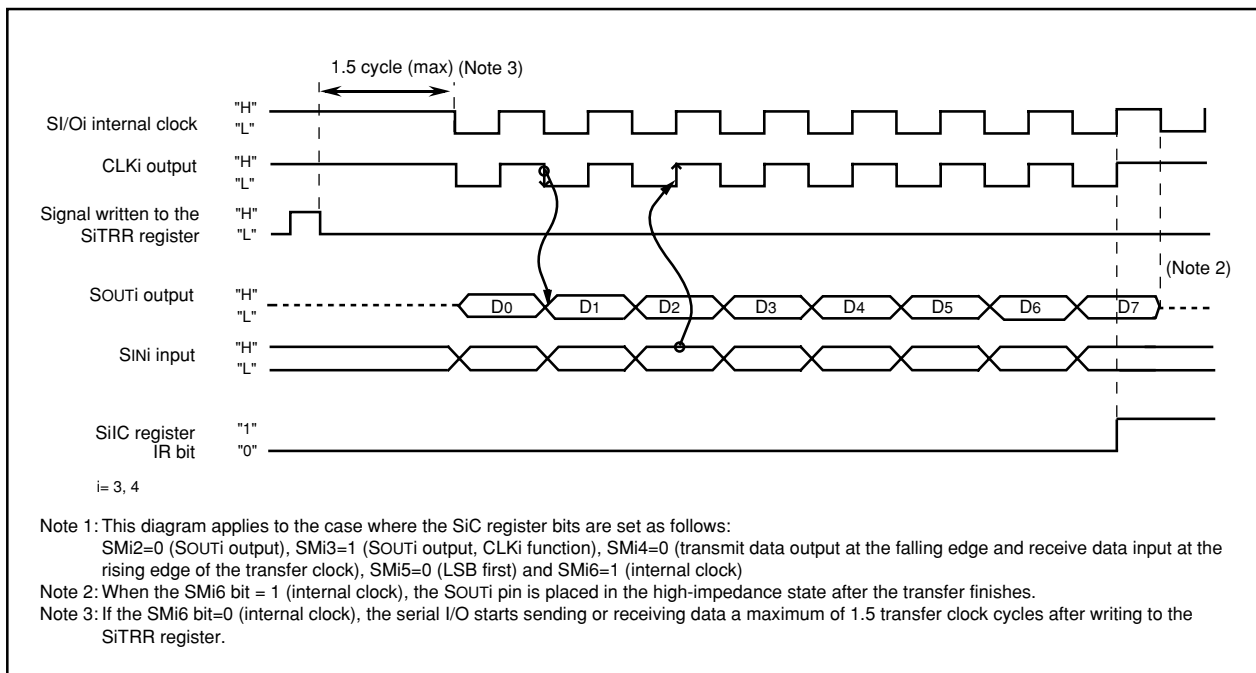 1.5 cycle (max) (Note 3)
SI/Oi internal clock "H" "L"
CLKi output "H" "L"
Signal written to the SiTRR register "H" "L"
(Note 2)
SOUTi output "H" "L" D0 D1 D2 D3 D4 D5 D6 D7
SINi input "H" "L"
SiIC register IR bit "1" "0"
i= 3, 4
Note 1: This diagram applies to the case where the SiC register bits are set as follows:
SMi2=0 (SOUTi output), SMi3=1 (SOUTi output, CLKi function), SMi4=0 (transmit data output at the falling edge and receive data input at the
rising edge of the transfer clock), SMi5=0 (LSB first) and SMi6=1 (internal clock)
Note 2: When the SMi6 bit = 1 (internal clock), the SOUTi pin is placed in the high-impedance state after the transfer finishes.
Note 3: If the SMi6 bit=0 (internal clock), the serial I/O starts sending or receiving data a maximum of 1.5 transfer clock cycles after writing to the
SiTRR register.